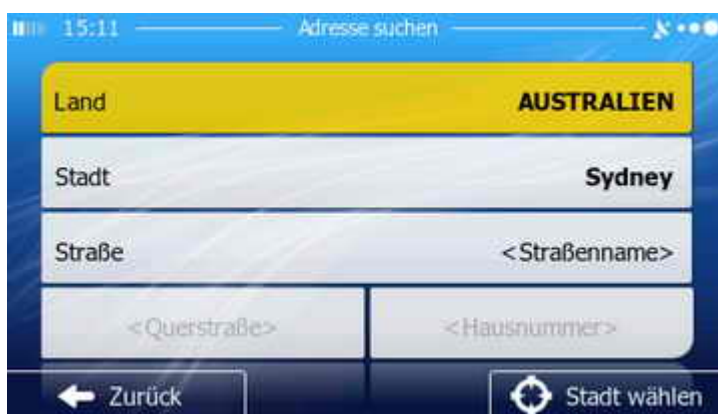 15:11 Adresse suchen
Land AUSTRALIEN
Stadt Sydney
Straße <Straßenname>
<Querstraße> <Hausnummer>
Zurück Stadt wählen